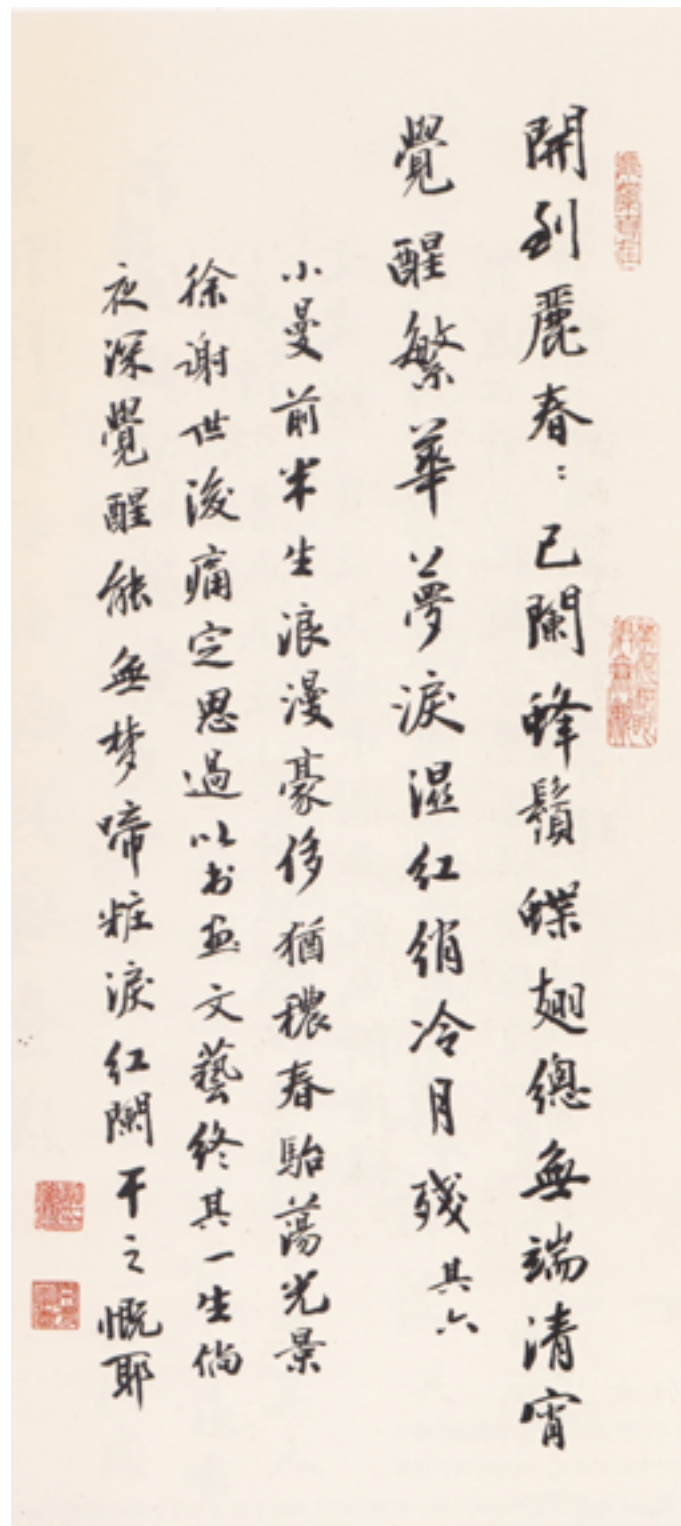 開到麗春〻已闌蜂鬚蝶翅總無端清宵
覺醒繁華夢淚濕紅綃冷月殘其六
小曼前半生浪漫豪侈猶穠春駘蕩光景
徐謝世後痛定思過以书画文藝終其一生倘
夜深覺醒能無梦啼粧淚红闌干之慨耶